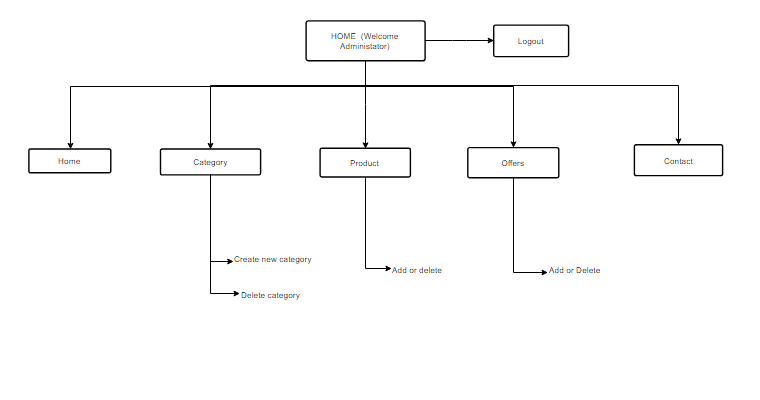 HOME (Welcome
Administator)
Logout
Home
Category
Product
Offers
Contact
Create new category
Delete category
Add or delete
Add or Delete